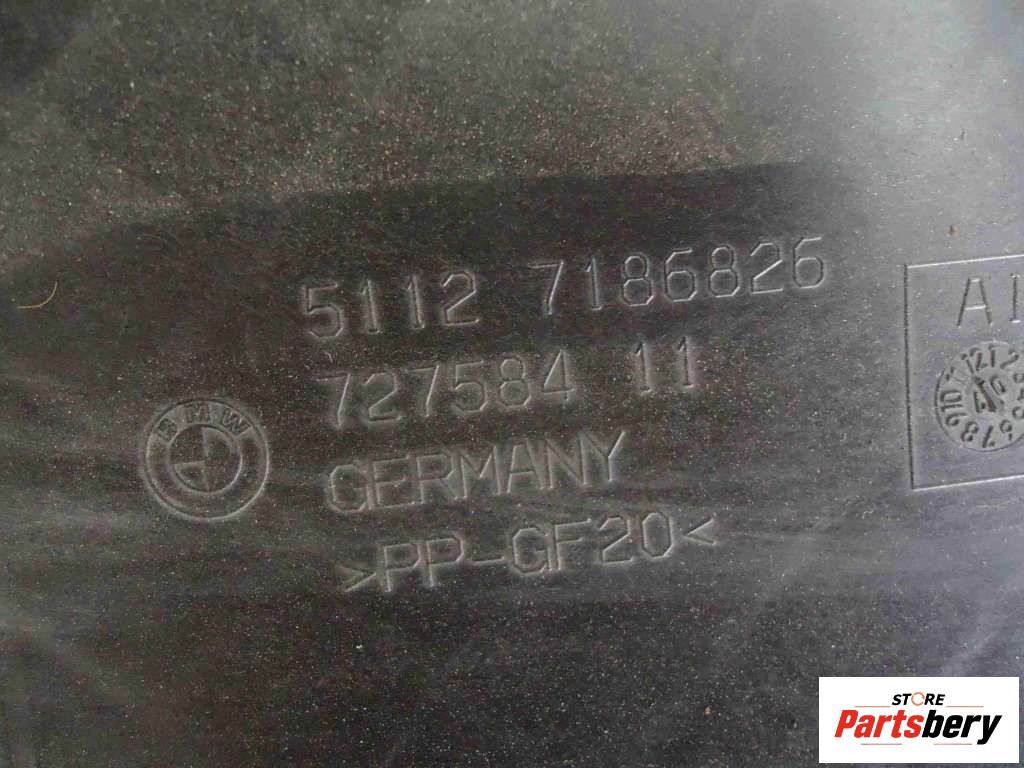 5112 7186826
727584 11
BMW
GERMANY
>PP-GF20<
STORE
Partsbery